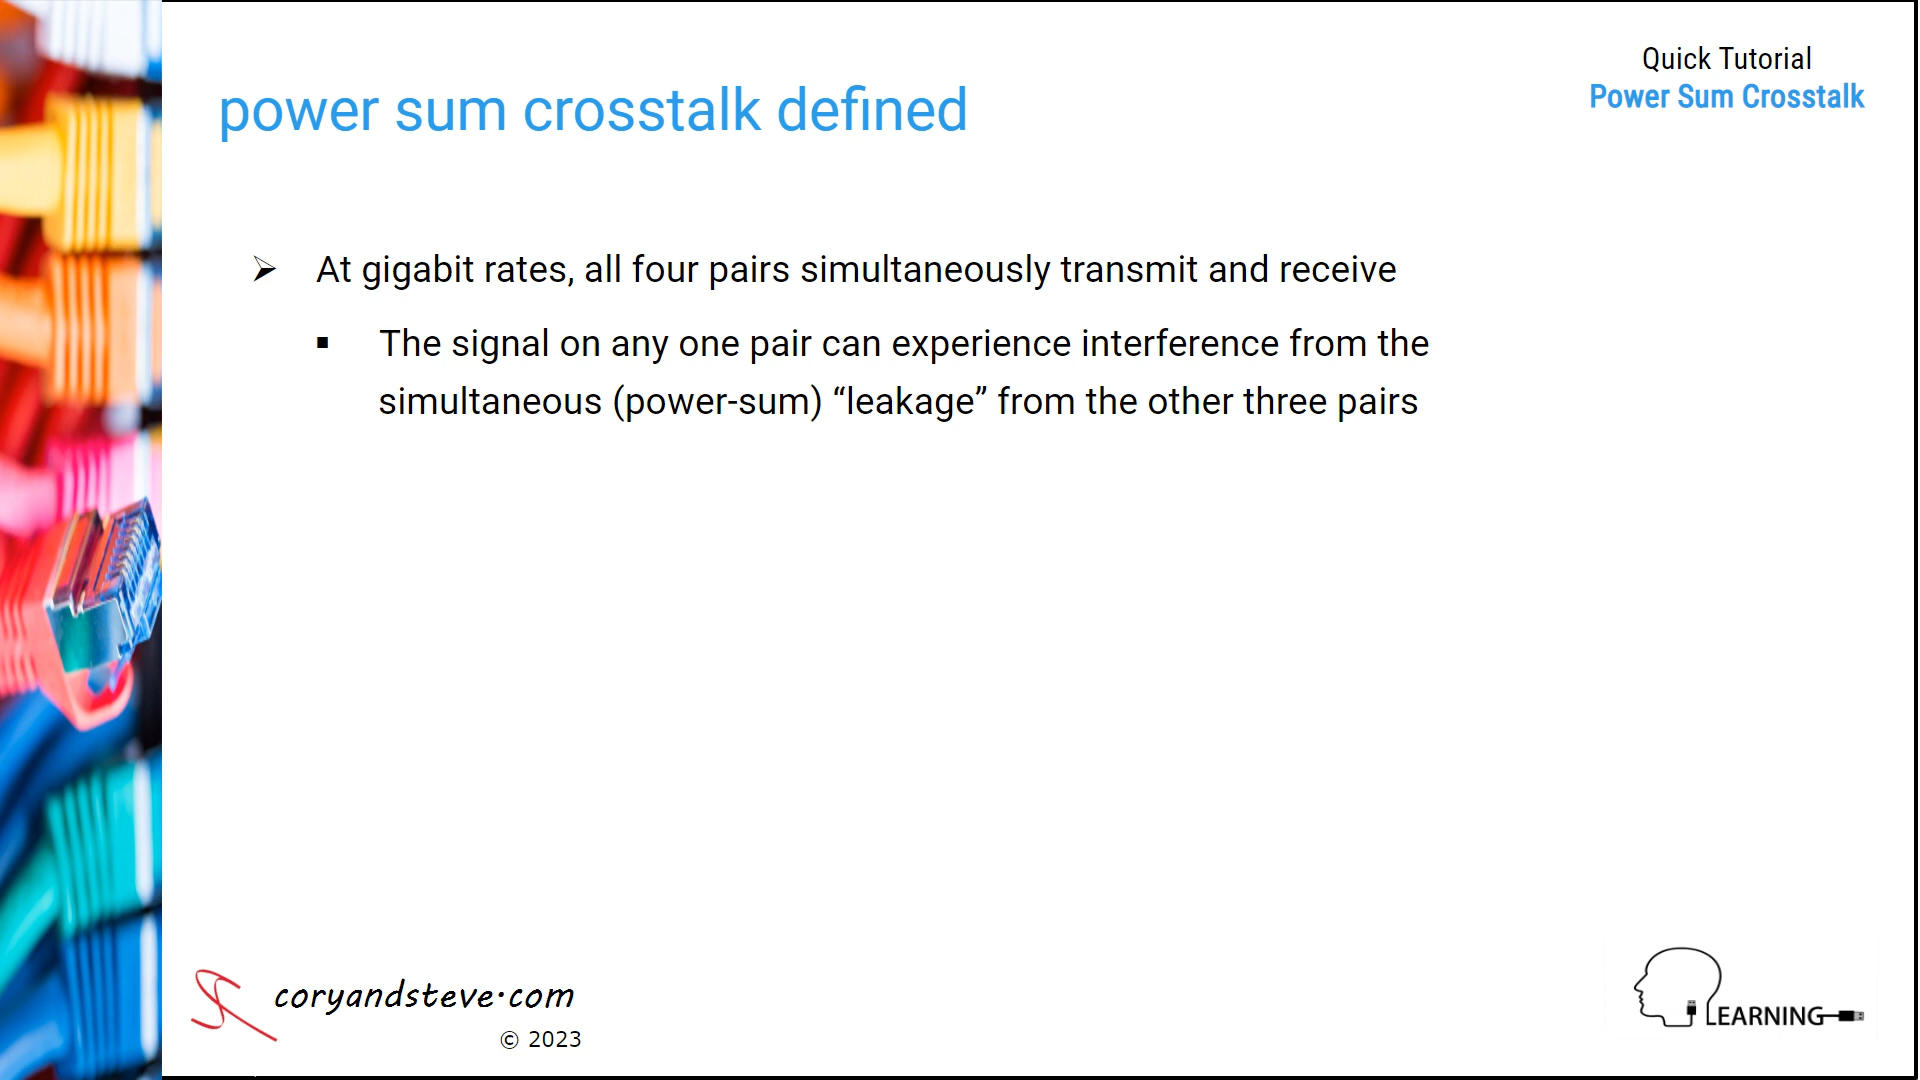 Quick Tutorial
Power Sum Crosstalk
power sum crosstalk defined
➢ At gigabit rates, all four pairs simultaneously transmit and receive
▪ The signal on any one pair can experience interference from the
simultaneous (power-sum) “leakage” from the other three pairs
coryandsteve·com
© 2023
LEARNING